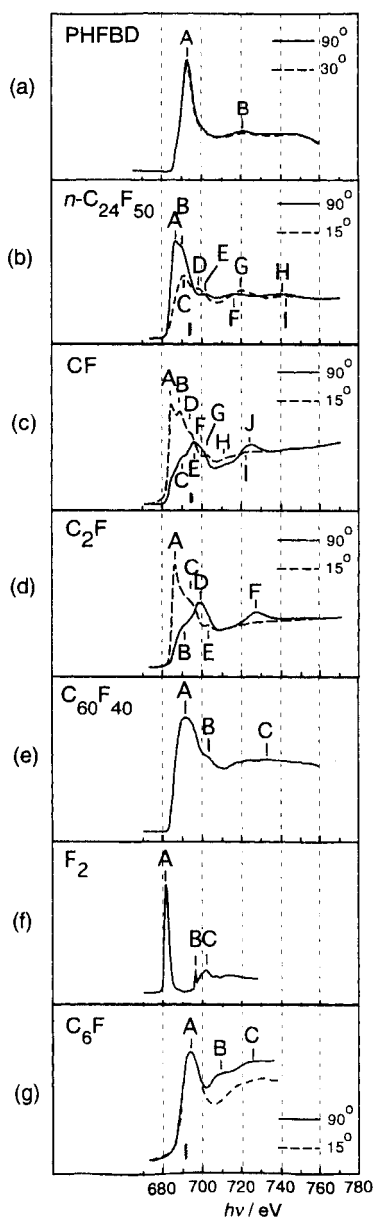 (a)
PHFBD
A
B
90°
30°
(b)
n-C24F50
A
B
C
D
E
F
G
H
I
90°
15°
(c)
CF
A
B
C
D
E
F
G
H
I
J
90°
15°
(d)
C2F
A
B
C
D
E
F
90°
15°
(e)
C60F40
A
B
C
(f)
F2
A
B
C
(g)
C6F
A
B
C
90°
15°
680 700 720 740 760 780
hν / eV